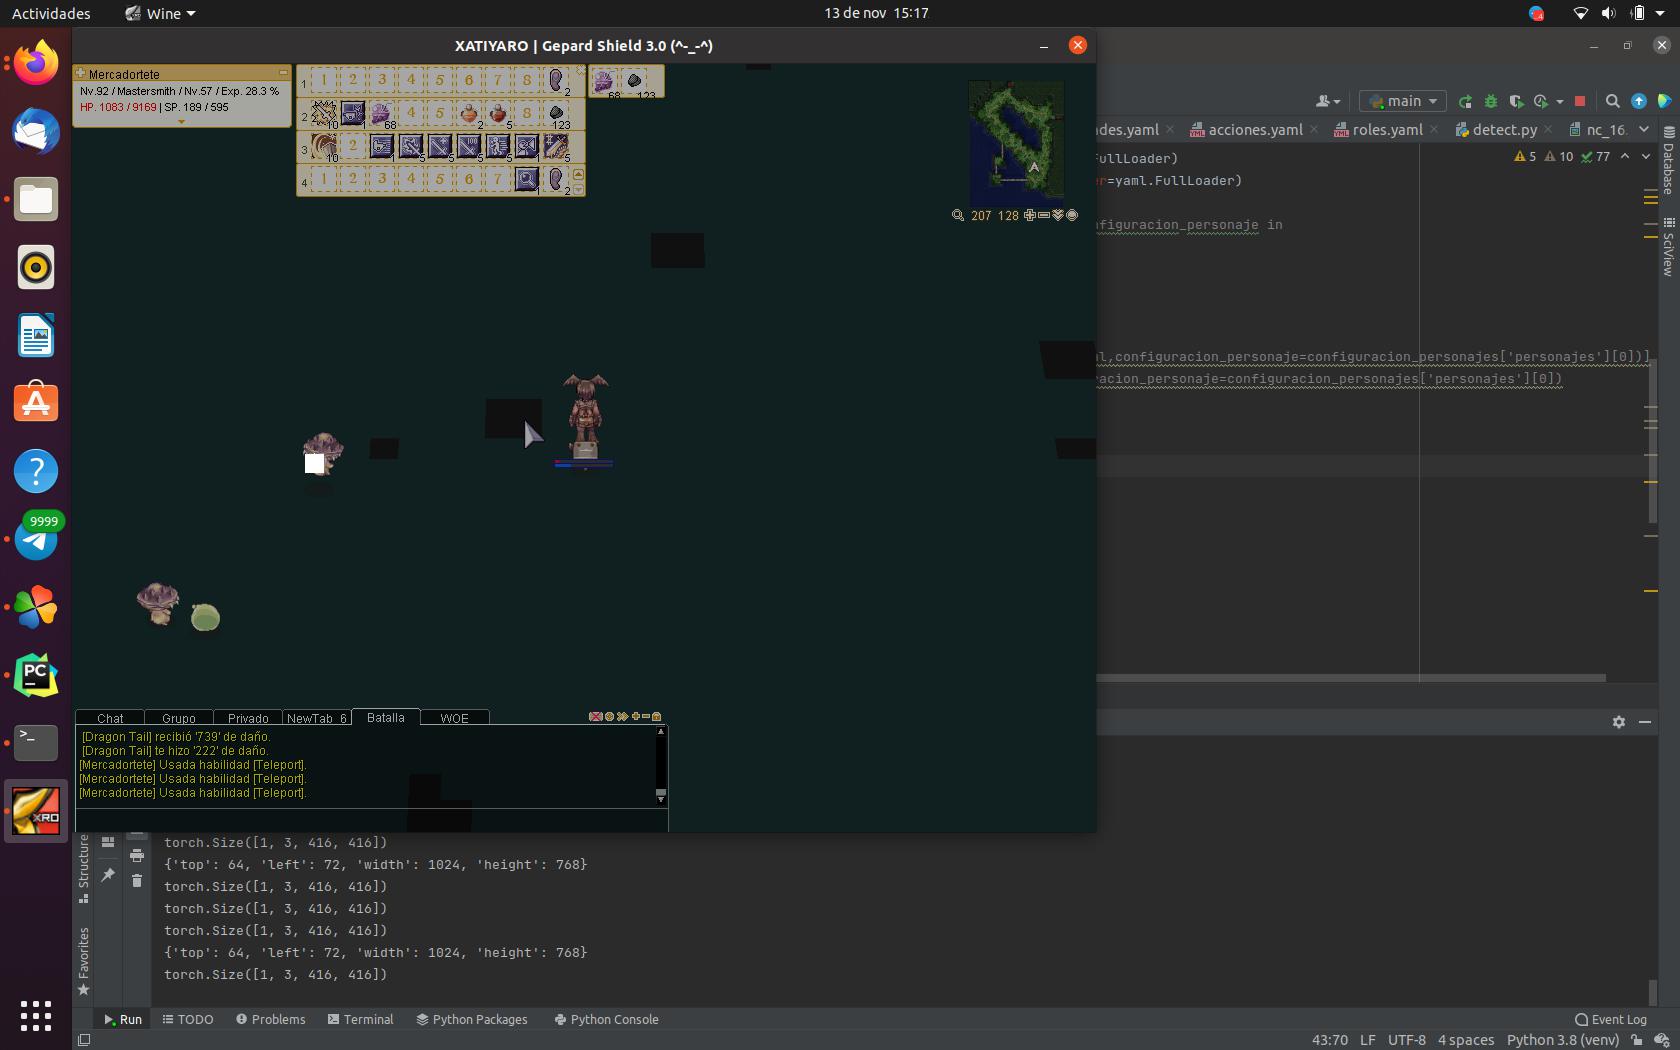 Actividades
Wine
13 de nov 15:17
XATIYARO | Gepard Shield 3.0 (^-_-^)
Mercadortete
Nv.92 / Mastersmith / Nv.57 / Exp. 28.3 %
HP. 1083 / 9169 | SP. 189 / 595
1 1 2 3 4 5 6 7 8 2
68 123
2 10 68 4 5 2 5 8 123
3 10 2 1 5 5 5 5 1 5
4 1 2 3 4 5 6 7 1 2
A
207 128
main
des.yaml
acciones.yaml
roles.yaml
detect.py
nc_16.
FullLoader)
5 10 77
r=yaml.FullLoader)
Database
figuracion_personaje in
SciView
l,configuracion_personaje=configuracion_personajes['personajes'][0])]
acion_personaje=configuracion_personajes['personajes'][0])
9999
PC
>_
XRO
Chat Grupo Privado NewTab 6 Batalla WOE
[Dragon Tail] recibió '739' de daño.
[Dragon Tail] te hizo '222' de daño.
[Mercadortete] Usada habilidad [Teleport].
[Mercadortete] Usada habilidad [Teleport].
[Mercadortete] Usada habilidad [Teleport].
torch.Size([1, 3, 416, 416])
{'top': 64, 'left': 72, 'width': 1024, 'height': 768}
torch.Size([1, 3, 416, 416])
torch.Size([1, 3, 416, 416])
torch.Size([1, 3, 416, 416])
{'top': 64, 'left': 72, 'width': 1024, 'height': 768}
torch.Size([1, 3, 416, 416])
Structure
Favorites
Run
TODO
Problems
Terminal
Python Packages
Python Console
Event Log
43:70 LF UTF-8 4 spaces Python 3.8 (venv)